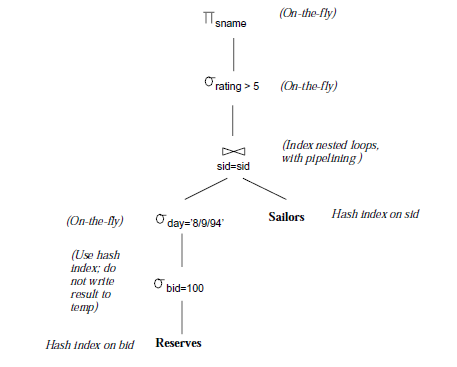 ∏ sname (On-the-fly)
σ rating > 5 (On-the-fly)
(Index nested loops,
with pipelining )
⋈
sid=sid
(On-the-fly) σ day='8/9/94' Sailors Hash index on sid
(Use hash
index; do
not write
result to
temp)
σ bid=100
Hash index on bid Reserves